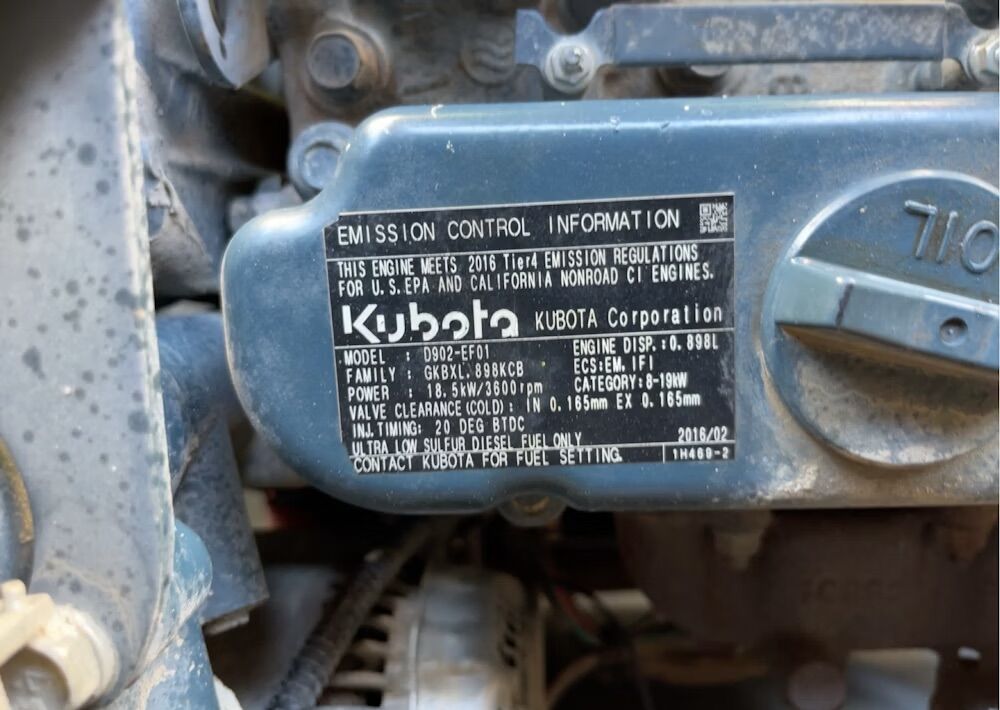 EMISSION CONTROL INFORMATION
THIS ENGINE MEETS 2016 Tier4 EMISSION REGULATIONS
FOR U.S.EPA AND CALIFORNIA NONROAD CI ENGINES.
Kubota KUBOTA Corporation
MODEL : D902-EF01 ENGINE DISP.:0.898L
FAMILY : GKBXL.898KCB ECS:EM,IFI
POWER : 18.5kW/3600rpm CATEGORY:8-19kW
VALVE CLEARANCE(COLD): IN 0.165mm EX 0.165mm
INJ.TIMING: 20 DEG BTDC
ULTRA LOW SULFUR DIESEL FUEL ONLY 2016/02
CONTACT KUBOTA FOR FUEL SETTING. 1H469-2